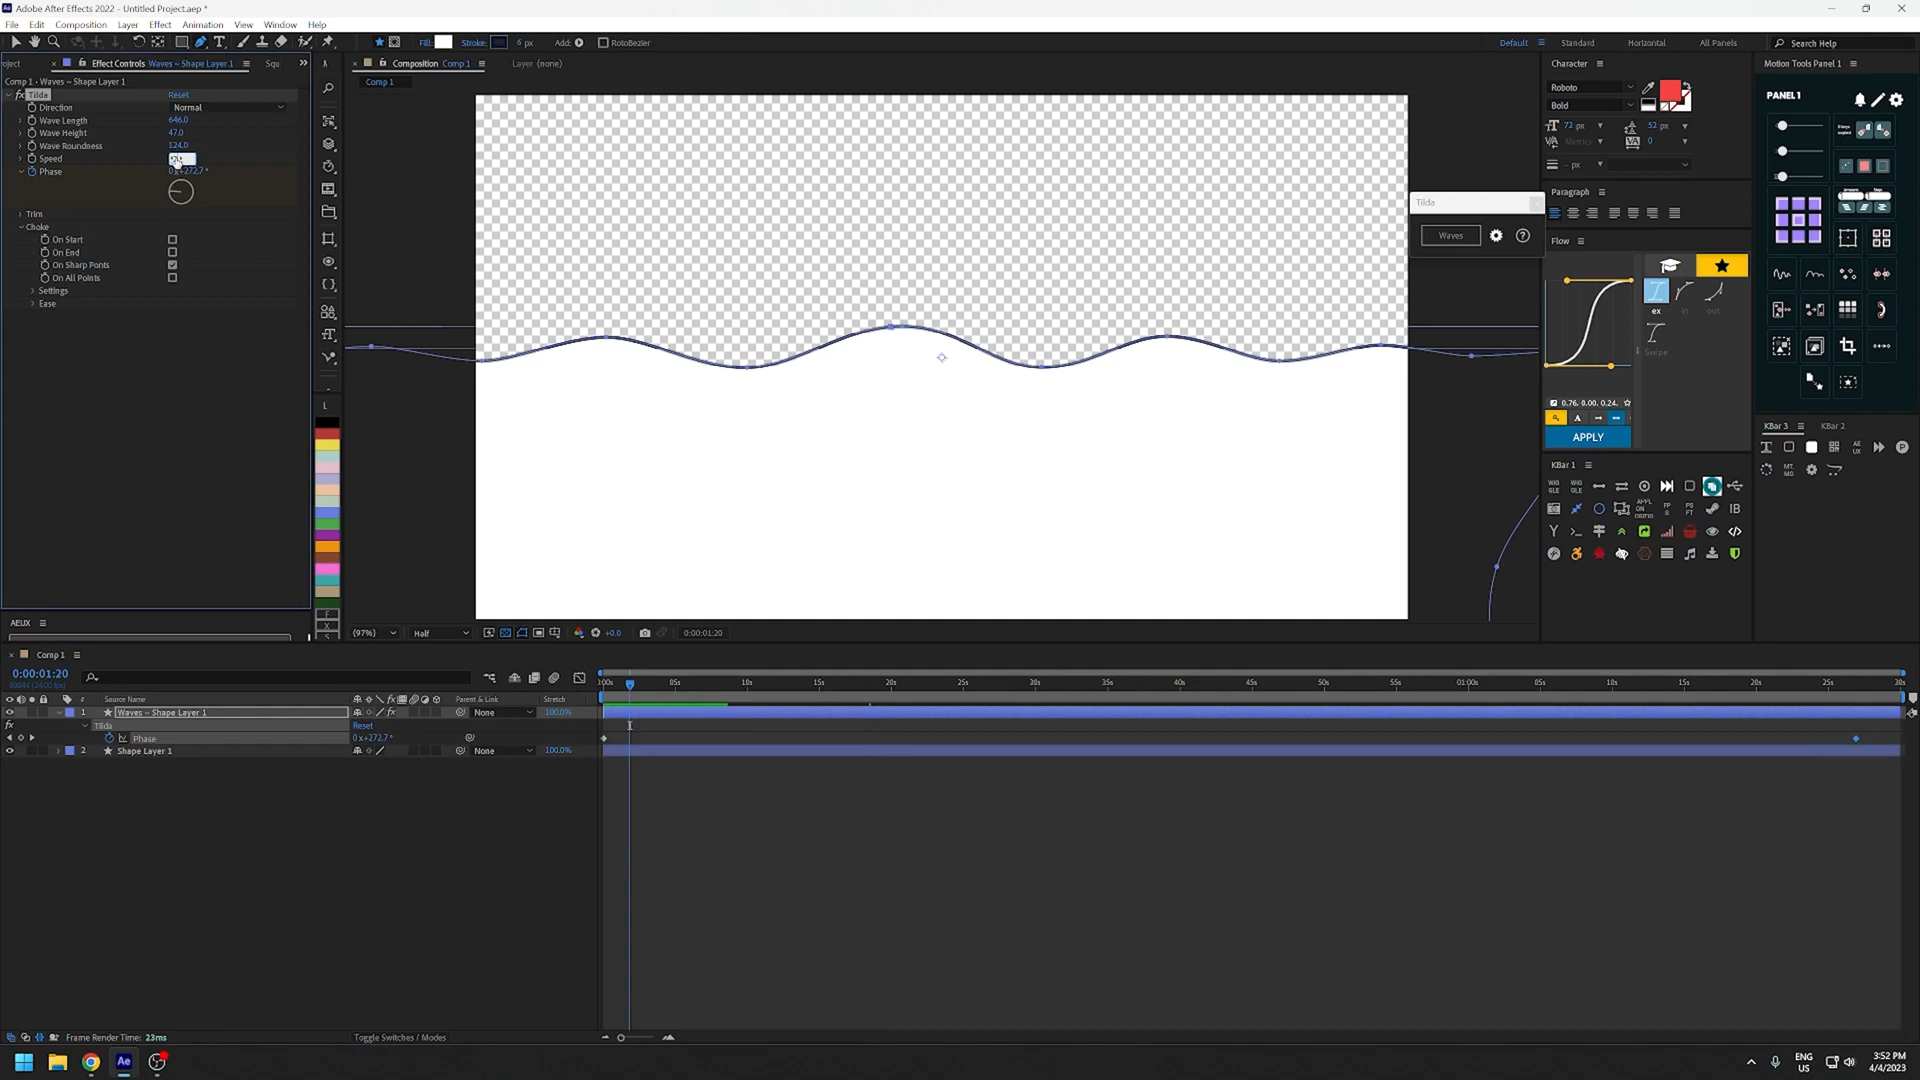 Adobe After Effects 2022 - Untitled Project.aep *
File Edit Composition Layer Effect Animation View Window Help
Fill: Stroke: 6 px Add: RotoBezier
Default Standard Horizontal All Panels Search Help
oject Effect Controls Waves ~ Shape Layer 1 Squ
Comp 1 • Waves ~ Shape Layer 1
fx Tilda Reset
Direction Normal
Wave Length 646.0
Wave Height 47.0
Wave Roundness 124.0
Speed
Phase 0x+272.7°
Trim
Choke
On Start
On End
On Sharp Ponts
On All Points
Settings
Ease
AEUX
Composition Comp 1 Layer (none)
Comp 1
(97%) Half +0.0 0:00:01:20
Tilda
Waves
Character
Roboto
Bold
72 px 52 px
Metrics 0
- px
Paragraph
Flow
ex in out
Swipe
0.76, 0.00, 0.24,
APPLY
KBar 1
WIG GLE WIG GLE
IB
Motion Tools Panel 1
PANEL 1
KBar 3 KBar 2
AE UX
MT MO
Comp 1
0:00:01:20
00044 (24.00 fps)
# Source Name Parent & Link Stretch
1 Waves ~ Shape Layer 1 None 100.0%
fx Tilda Reset
Phase 0x+272.7°
2 Shape Layer 1 None 100.0%
):00s 05s 10s 15s 20s 25s 30s 35s 40s 45s 50s 55s 01:00s 05s 10s 15s 20s 25s 30s
Frame Render Time: 23ms Toggle Switches / Modes
ENG
US
3:52 PM
4/4/2023